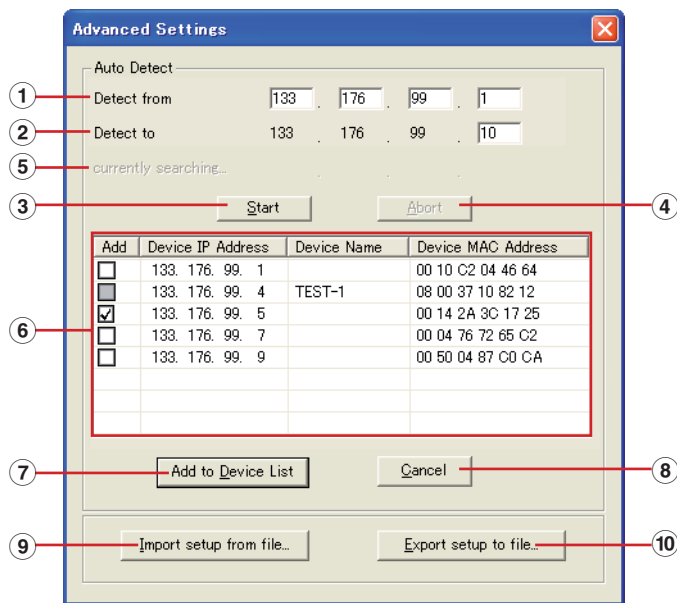 Advanced Settings
Auto Detect
① Detect from 133 . 176 . 99 . 1
② Detect to 133 . 176 . 99 . 10
⑤ currently searching... . . .
③ Start Abort ④
Add Device IP Address Device Name Device MAC Address
133. 176. 99. 1 00 10 C2 04 46 64
133. 176. 99. 4 TEST-1 08 00 37 10 82 12
133. 176. 99. 5 00 14 2A 3C 17 25
⑥ 133. 176. 99. 7 00 04 76 72 65 C2
133. 176. 99. 9 00 50 04 87 C0 CA
⑦ Add to Device List Cancel ⑧
⑨ Import setup from file... Export setup to file... ⑩